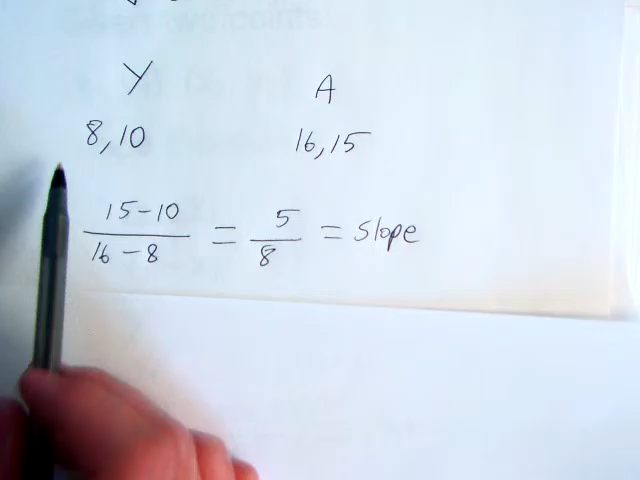 Y A
8,10 16,15
15-10 / 16-8 = 5/8 = Slope